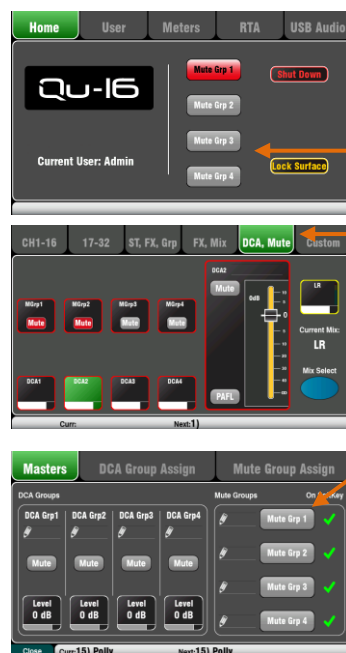 Home User Meters RTA USB Audio
Mute Grp 1 Shut Down
Qu-16
Mute Grp 2
Mute Grp 3
Current User: Admin Lock Surface
Mute Grp 4
CH1-16 17-32 ST, FX, Grp FX, Mix DCA, Mute Custom
DCA2
Mute
MGrp1 MGrp2 MGrp3 MGrp4 0dB LR
Mute Mute Mute Mute 0
Current Mix:
LR
Mix Select
DCA1 DCA2 DCA3 DCA4
PAFL
Curr: Next:1)
Masters DCA Group Assign Mute Group Assign
DCA Groups Mute Groups
DCA Grp1 DCA Grp2 DCA Grp3 DCA Grp4 Mute Grp 1
Mute Mute Mute Mute Mute Grp 2
Level Level Level Level Mute Grp 3
0 dB 0 dB 0 dB 0 dB
Mute Grp 4
Close Curr:15) Polly Next:15) Polly